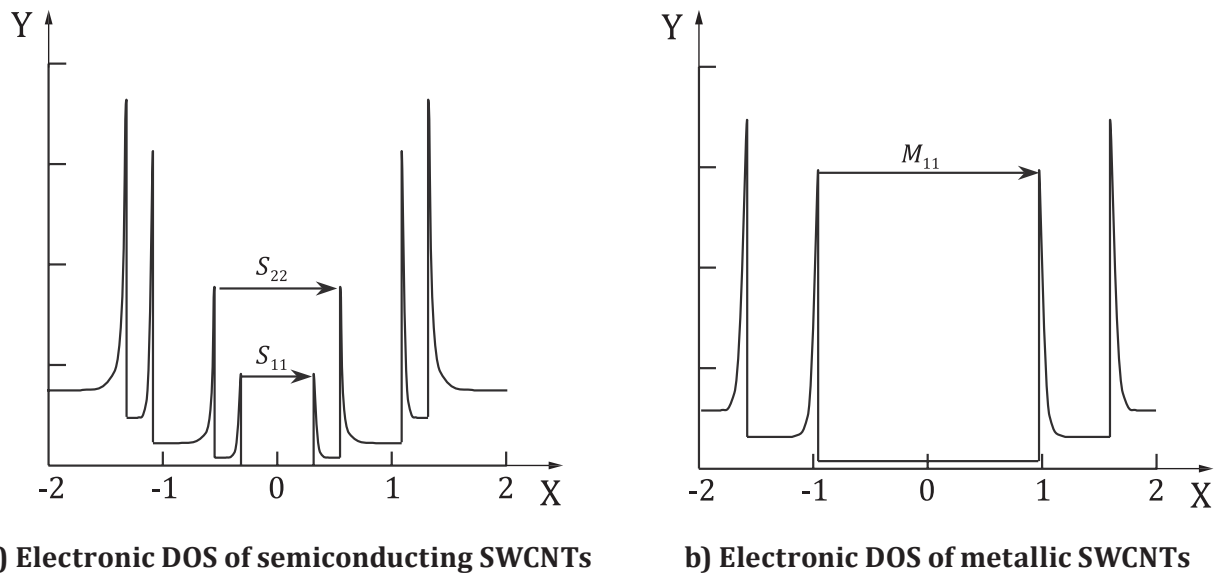 Y
S₂₂
S₁₁
-2 -1 0 1 2 X
) Electronic DOS of semiconducting SWCNTs
Y
M₁₁
-2 -1 0 1 2 X
b) Electronic DOS of metallic SWCNTs